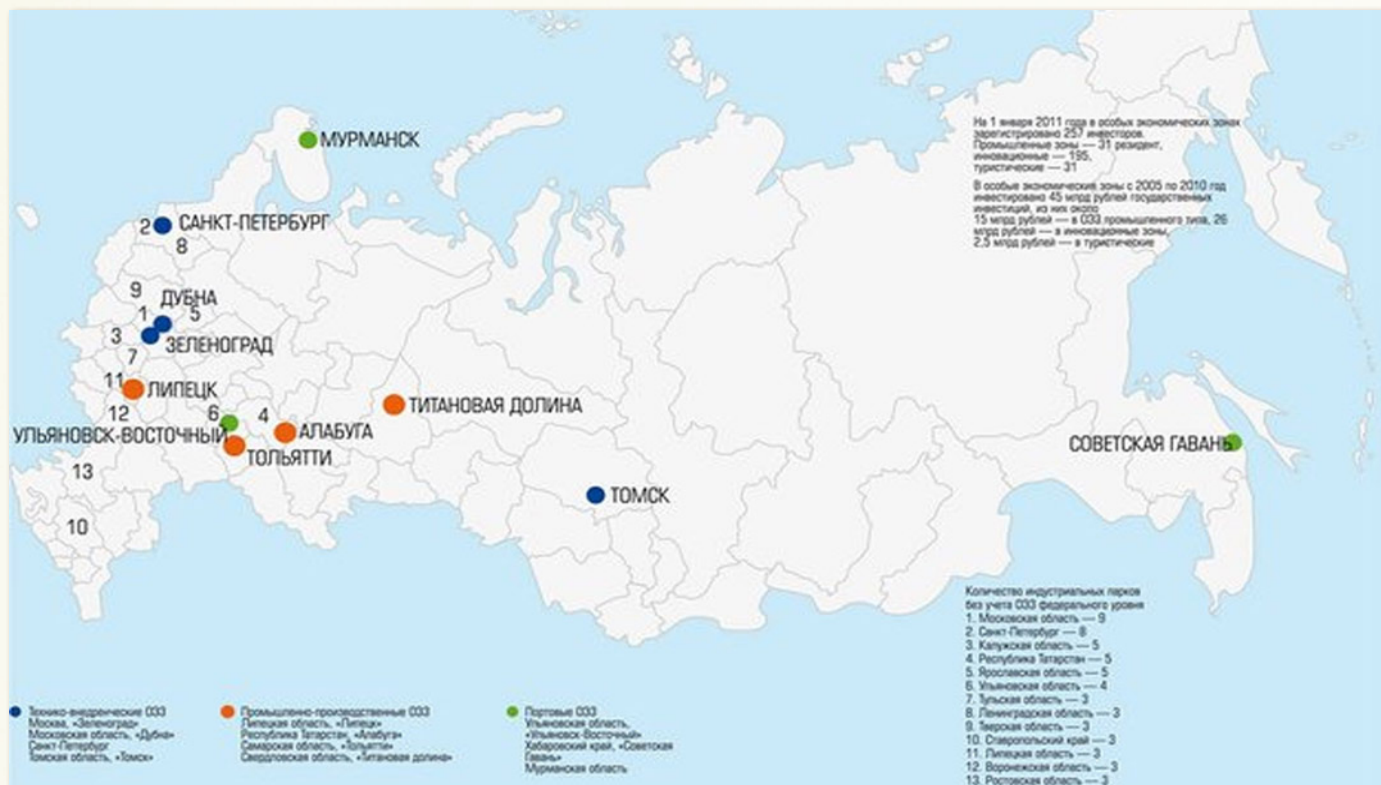 МУРМАНСК
2
САНКТ-ПЕТЕРБУРГ
8
9
ДУБНА
1
5
3
ЗЕЛЕНОГРАД
7
11
ЛИПЕЦК
12
6
4
ТИТАНОВАЯ ДОЛИНА
УЛЬЯНОВСК-ВОСТОЧНЫЙ
АЛАБУГА
ТОЛЬЯТТИ
СОВЕТСКАЯ ГАВАНЬ
13
ТОМСК
10
На 1 января 2011 года в особых экономических зонах
зарегистрировано 257 инвесторов.
Промышленные зоны — 31 резидент,
инновационные — 195,
туристические — 31
В особые экономические зоны с 2005 по 2010 год
инвестировано 45 млрд рублей государственных
инвестиций, из них около
15 млрд рублей — в ОЭЗ промышленного типа, 26
млрд рублей — в инновационные зоны,
2,5 млрд рублей — в туристические
Количество индустриальных парков
без учета ОЭЗ федерального уровня
1. Московская область — 9
2. Санкт-Петербург — 8
3. Калужская область — 5
4. Республика Татарстан — 5
5. Ярославская область — 5
6. Ульяновская область — 4
7. Тульская область — 3
8. Ленинградская область — 3
9. Тверская область — 3
10. Ставропольский край — 3
11. Липецкая область — 3
12. Воронежская область — 3
13. Ростовская область — 3
Технико-внедренческие ОЭЗ
Москва, «Зеленоград»
Московская область, «Дубна»
Санкт-Петербург
Томская область, «Томск»
Промышленно-производственные ОЭЗ
Липецкая область, «Липецк»
Республика Татарстан, «Алабуга»
Самарская область, «Тольятти»
Свердловская область, «Титановая долина»
Портовые ОЭЗ
Ульяновская область,
«Ульяновск-Восточный»
Хабаровский край, «Советская
Гавань»
Мурманская область